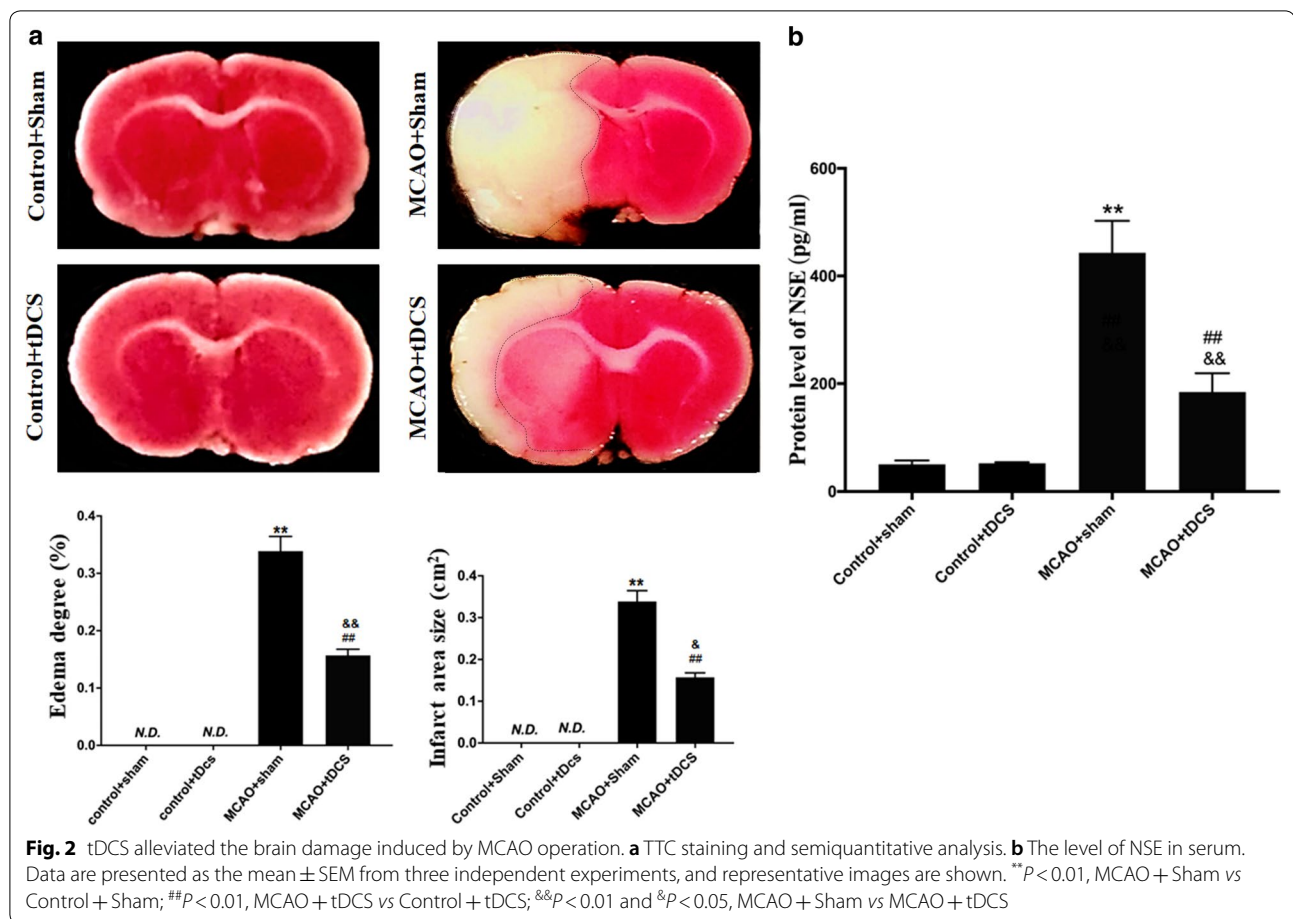 a
Control+Sham
MCAO+Sham
Control+tDCS
MCAO+tDCS
Edema degree (%)
0.4
0.3
0.2
0.1
0.0
N.D.
N.D.
**
&&
##
control+sham
control+tDcs
MCAO+sham
MCAO+tDCS
Infarct area size (cm²)
0.4
0.3
0.2
0.1
0.0
N.D.
N.D.
**
&
##
Control+Sham
Control+tDcs
MCAO+Sham
MCAO+tDCS
b
Protein level of NSE (pg/ml)
600
400
200
0
**
##
&&
##
&&
Control+sham
Control+tDCS
MCAO+sham
MCAO+tDCS
Fig. 2 tDCS alleviated the brain damage induced by MCAO operation. a TTC staining and semiquantitative analysis. b The level of NSE in serum.
Data are presented as the mean ± SEM from three independent experiments, and representative images are shown. **P < 0.01, MCAO + Sham vs
Control + Sham; ##P < 0.01, MCAO + tDCS vs Control + tDCS; &&P < 0.01 and &P < 0.05, MCAO + Sham vs MCAO + tDCS